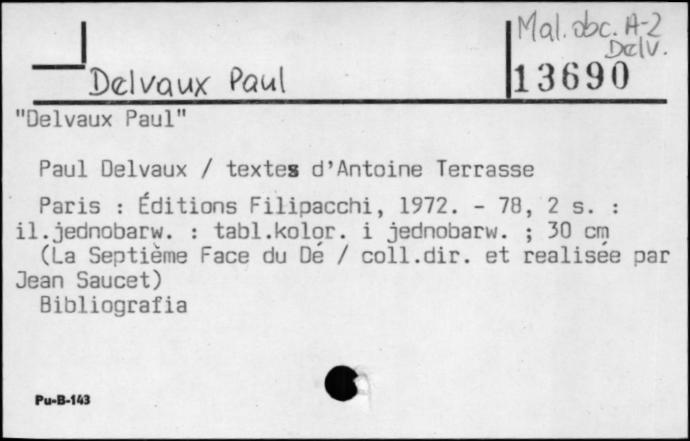 Mal. obc. A-2
Delv.
Delvaux Paul
13690
"Delvaux Paul"
Paul Delvaux / textes d'Antoine Terrasse
Paris : Éditions Filipacchi, 1972. - 78, 2 s. :
il.jednobarw. : tabl.kolor. i jednobarw. ; 30 cm
(La Septième Face du Dé / coll.dir. et realisée par
Jean Saucet)
Bibliografia
Pu-B-143